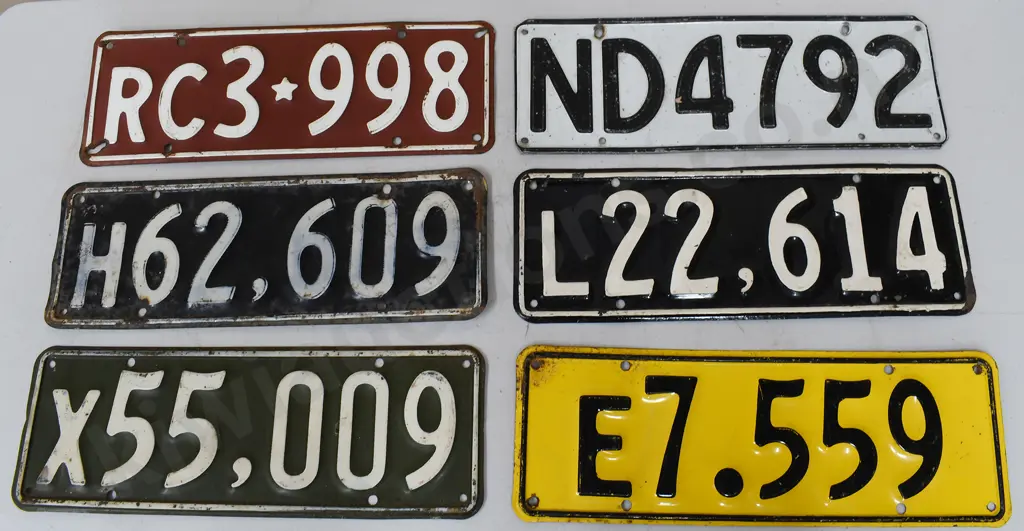 RC3★998
ND4792
H62,609
L22,614
X55,009
E7.559